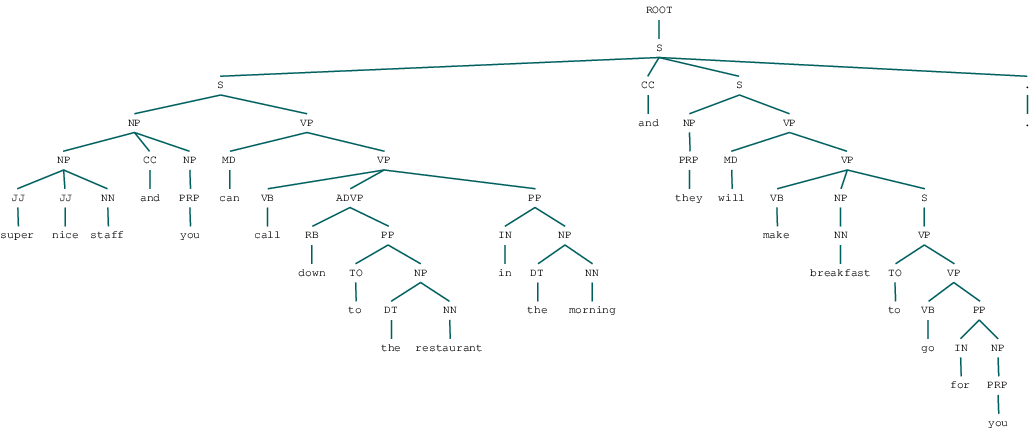 ROOT
S
S CC S .
NP VP and NP VP .
NP CC NP MD VP PRP MD VP
JJ JJ NN and PRP can VB ADVP PP they will VB NP S
super nice staff you call RB PP IN NP make NN VP
down TO NP in DT NN breakfast TO VP
to DT NN the morning to VB PP
the restaurant go IN NP
for PRP
you